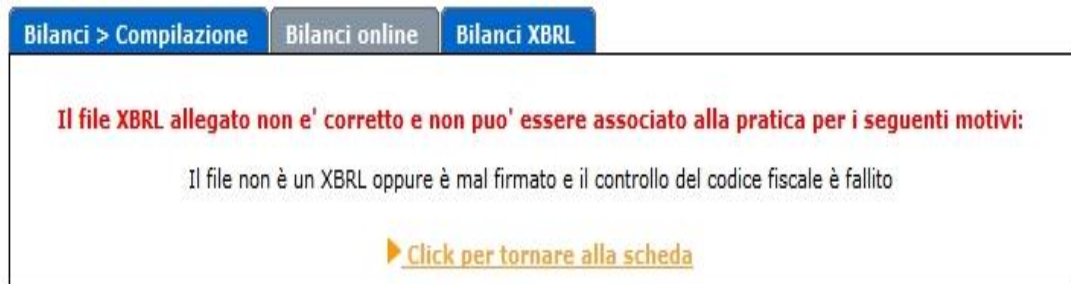 Bilanci > Compilazione Bilanci online Bilanci XBRL
Il file XBRL allegato non e' corretto e non puo' essere associato alla pratica per i seguenti motivi:
Il file non è un XBRL oppure è mal firmato e il controllo del codice fiscale è fallito
Click per tornare alla scheda